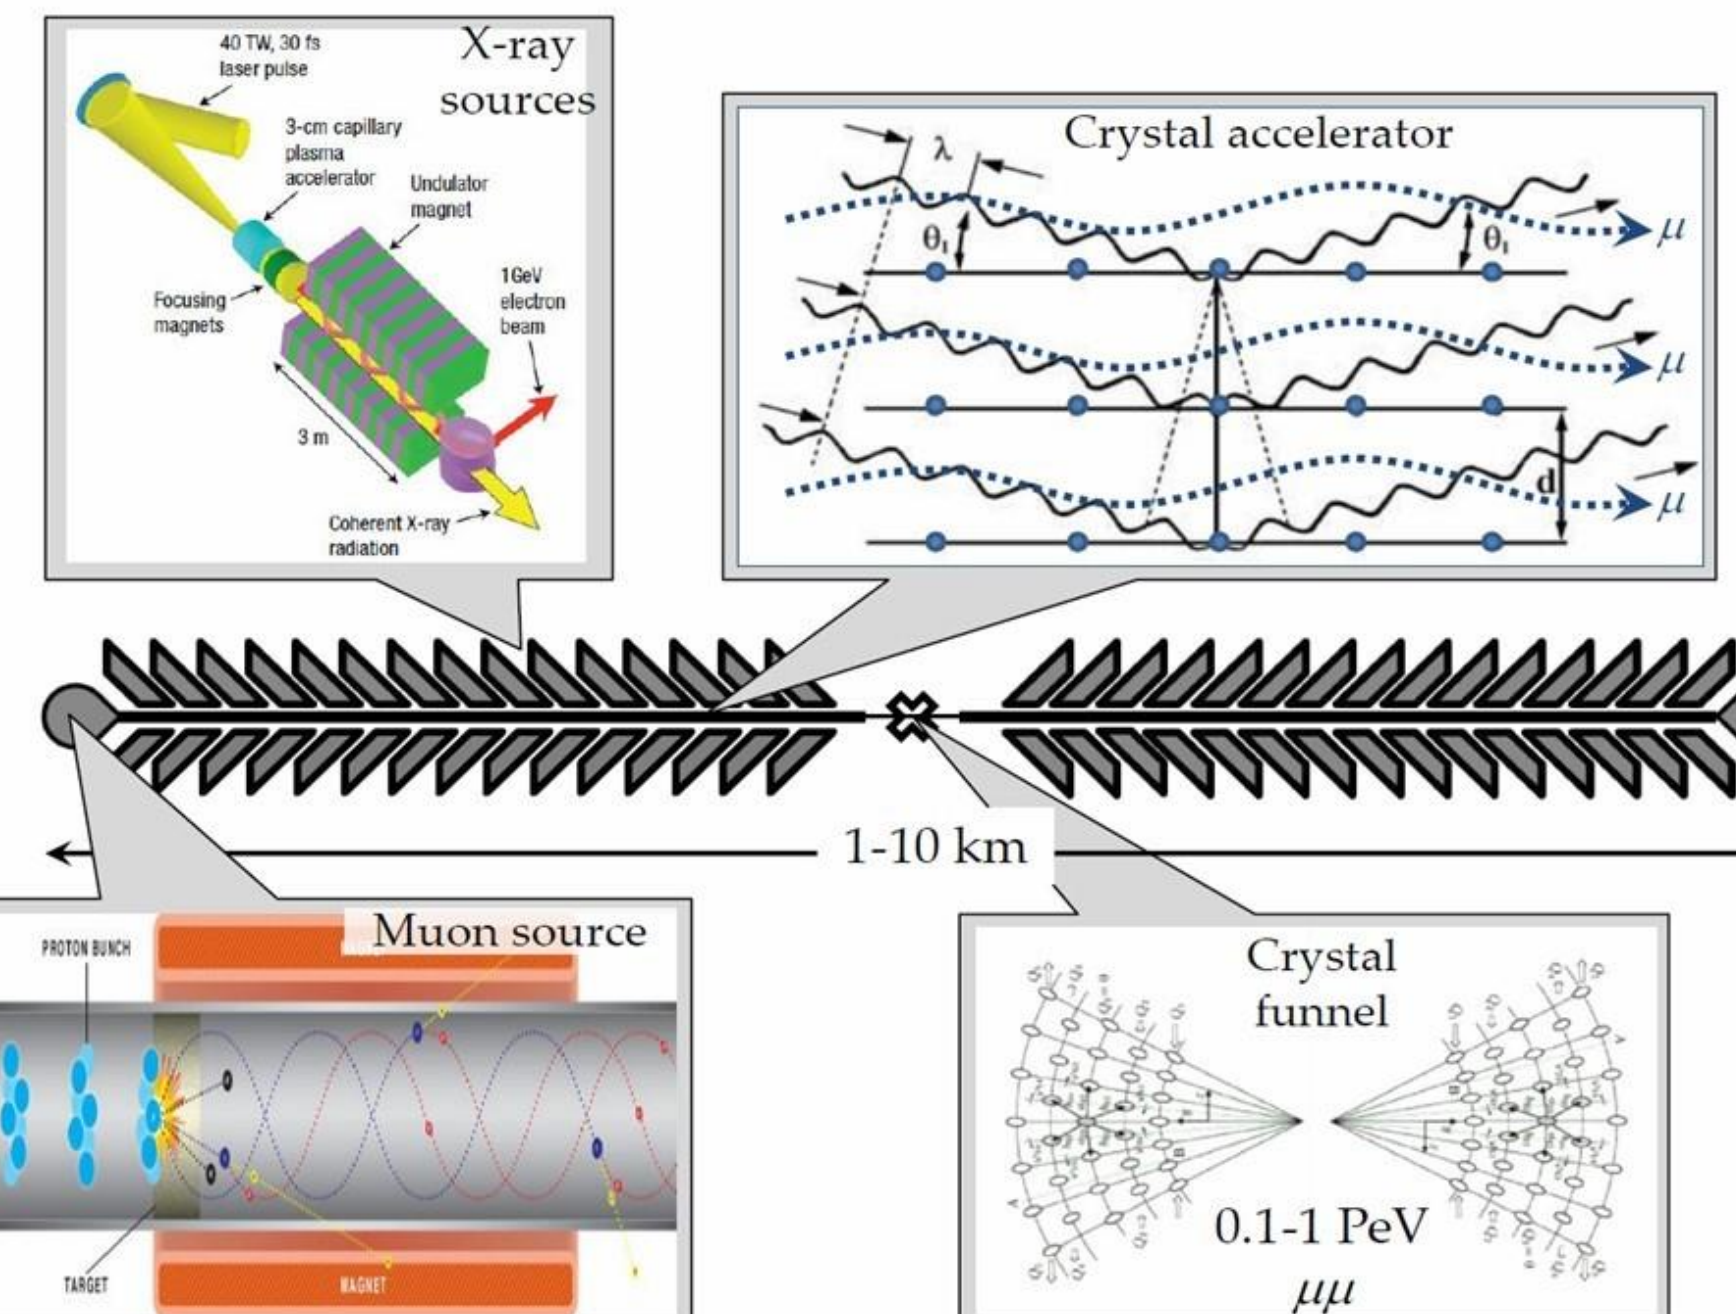 X-ray
sources
40 TW, 30 fs
laser pulse
3-cm capillary
plasma
accelerator
Undulator
magnet
1GeV
electron
beam
Focusing
magnets
3 m
Coherent X-ray
radiation
Crystal accelerator
λ
θ₁
θ₁
μ
μ
d
μ
1-10 km
Muon source
PROTON BUNCH
TARGET
MAGNET
Crystal
funnel
A
B
B
A
0.1-1 PeV
μμ